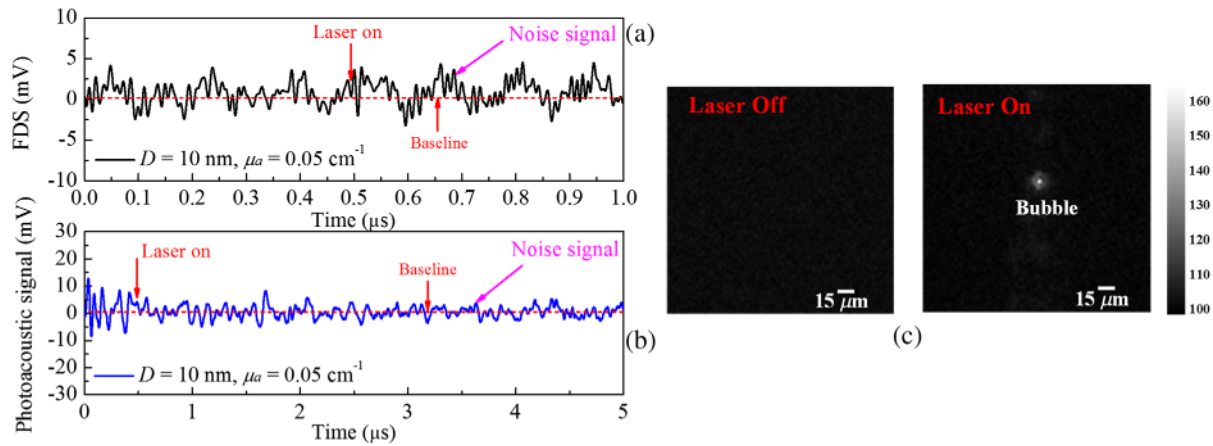 (a)
FDS (mV)
10
5
0
-5
-10
Laser on
Noise signal
Baseline
D = 10 nm, μa = 0.05 cm-1
0.0 0.1 0.2 0.3 0.4 0.5 0.6 0.7 0.8 0.9 1.0
Time (μs)
Photoacoustic signal (mV)
30
20
10
0
-10
-20
-30
Laser on
Baseline
Noise signal
(b)
D = 10 nm, μa = 0.05 cm-1
0 1 2 3 4 5
Time (μs)
Laser Off
15 μm
Laser On
Bubble
15 μm
160
150
140
130
120
110
100
(c)